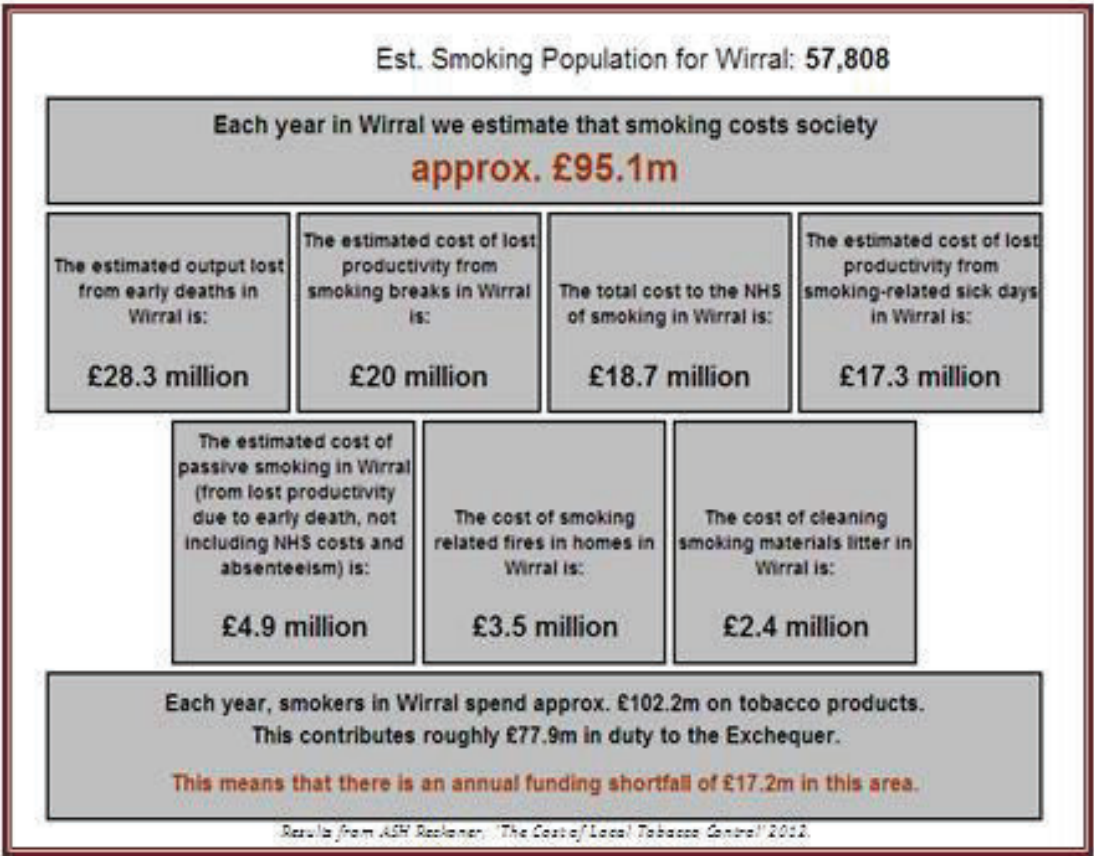 Est. Smoking Population for Wirral: 57,808
Each year in Wirral we estimate that smoking costs society
approx. £95.1m
The estimated output lost
from early deaths in
Wirral is:
£28.3 million
The estimated cost of lost
productivity from
smoking breaks in Wirral
is:
£20 million
The total cost to the NHS
of smoking in Wirral is:
£18.7 million
The estimated cost of lost
productivity from
smoking-related sick days
in Wirral is:
£17.3 million
The estimated cost of
passive smoking in Wirral
(from lost productivity
due to early death, not
including NHS costs and
absenteeism) is:
£4.9 million
The cost of smoking
related fires in homes in
Wirral is:
£3.5 million
The cost of cleaning
smoking materials litter in
Wirral is:
£2.4 million
Each year, smokers in Wirral spend approx. £102.2m on tobacco products.
This contributes roughly £77.9m in duty to the Exchequer.
This means that there is an annual funding shortfall of £17.2m in this area.
Results from ASH Reckoner, 'The Cost of Local Tobacco Control' 2012.